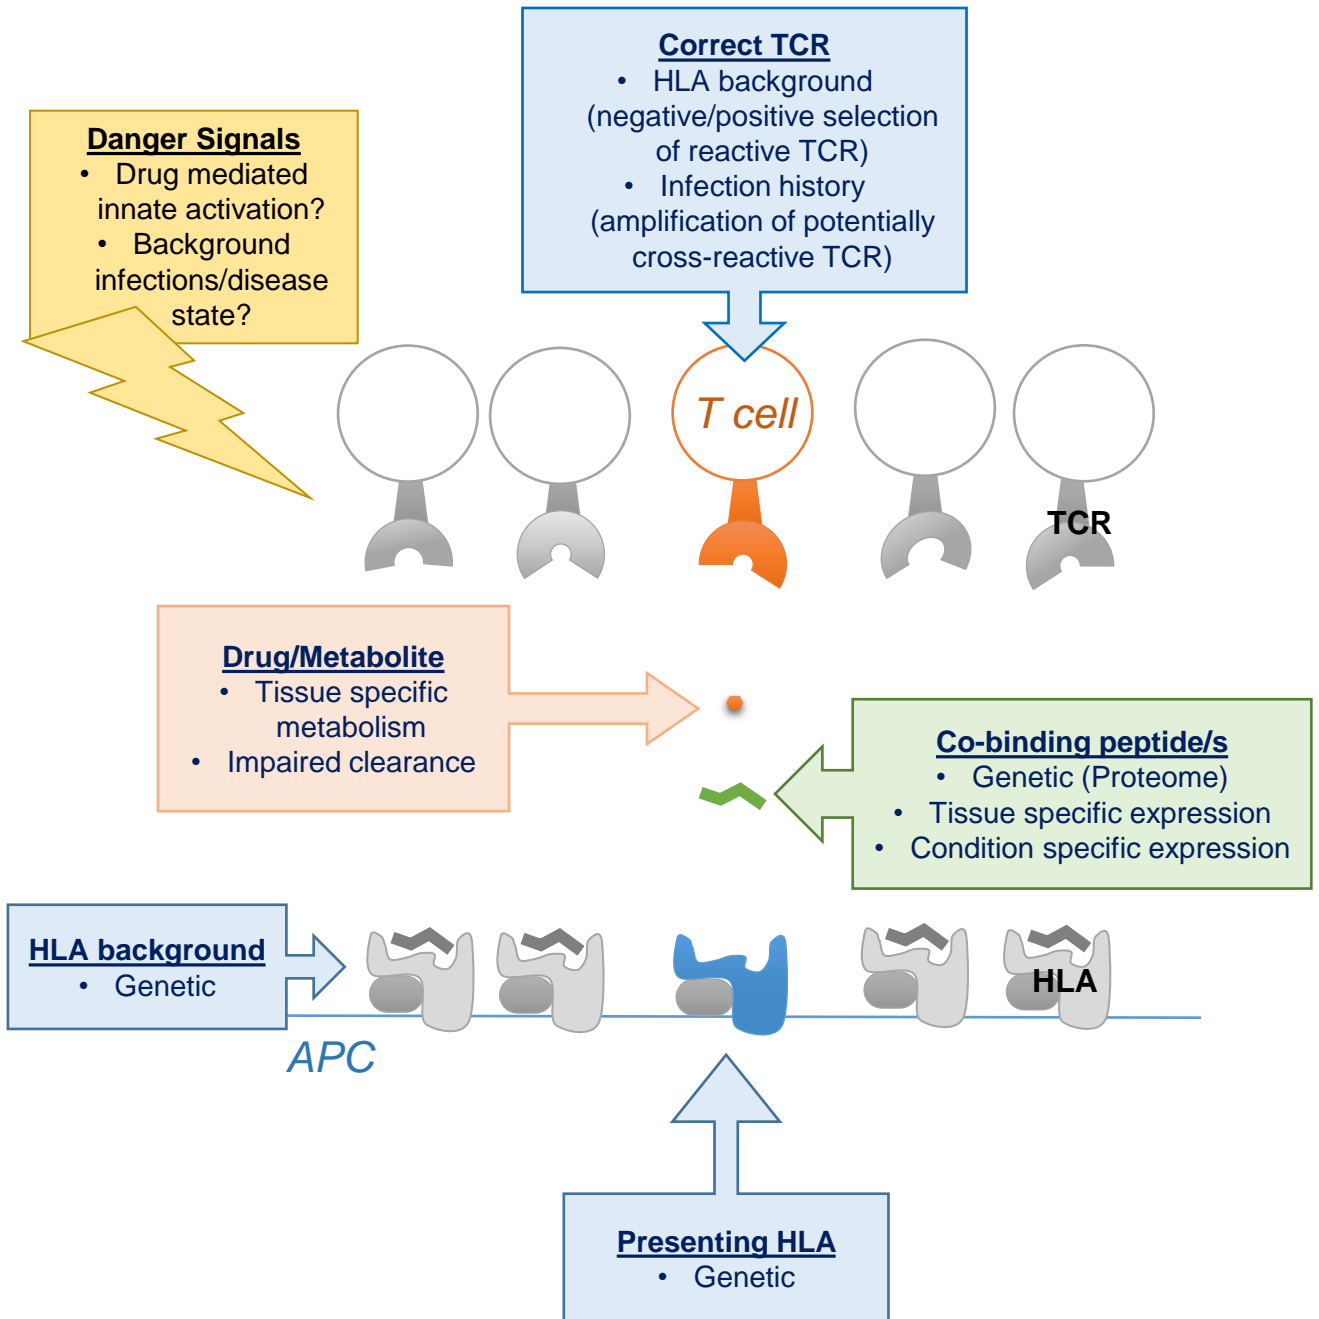 Correct TCR
• HLA background
(negative/positive selection
of reactive TCR)
• Infection history
(amplification of potentially
cross-reactive TCR)
Danger Signals
• Drug mediated
innate activation?
• Background
infections/disease
state?
T cell
TCR
Drug/Metabolite
• Tissue specific
metabolism
• Impaired clearance
Co-binding peptide/s
• Genetic (Proteome)
• Tissue specific expression
• Condition specific expression
HLA background
• Genetic
HLA
APC
Presenting HLA
• Genetic